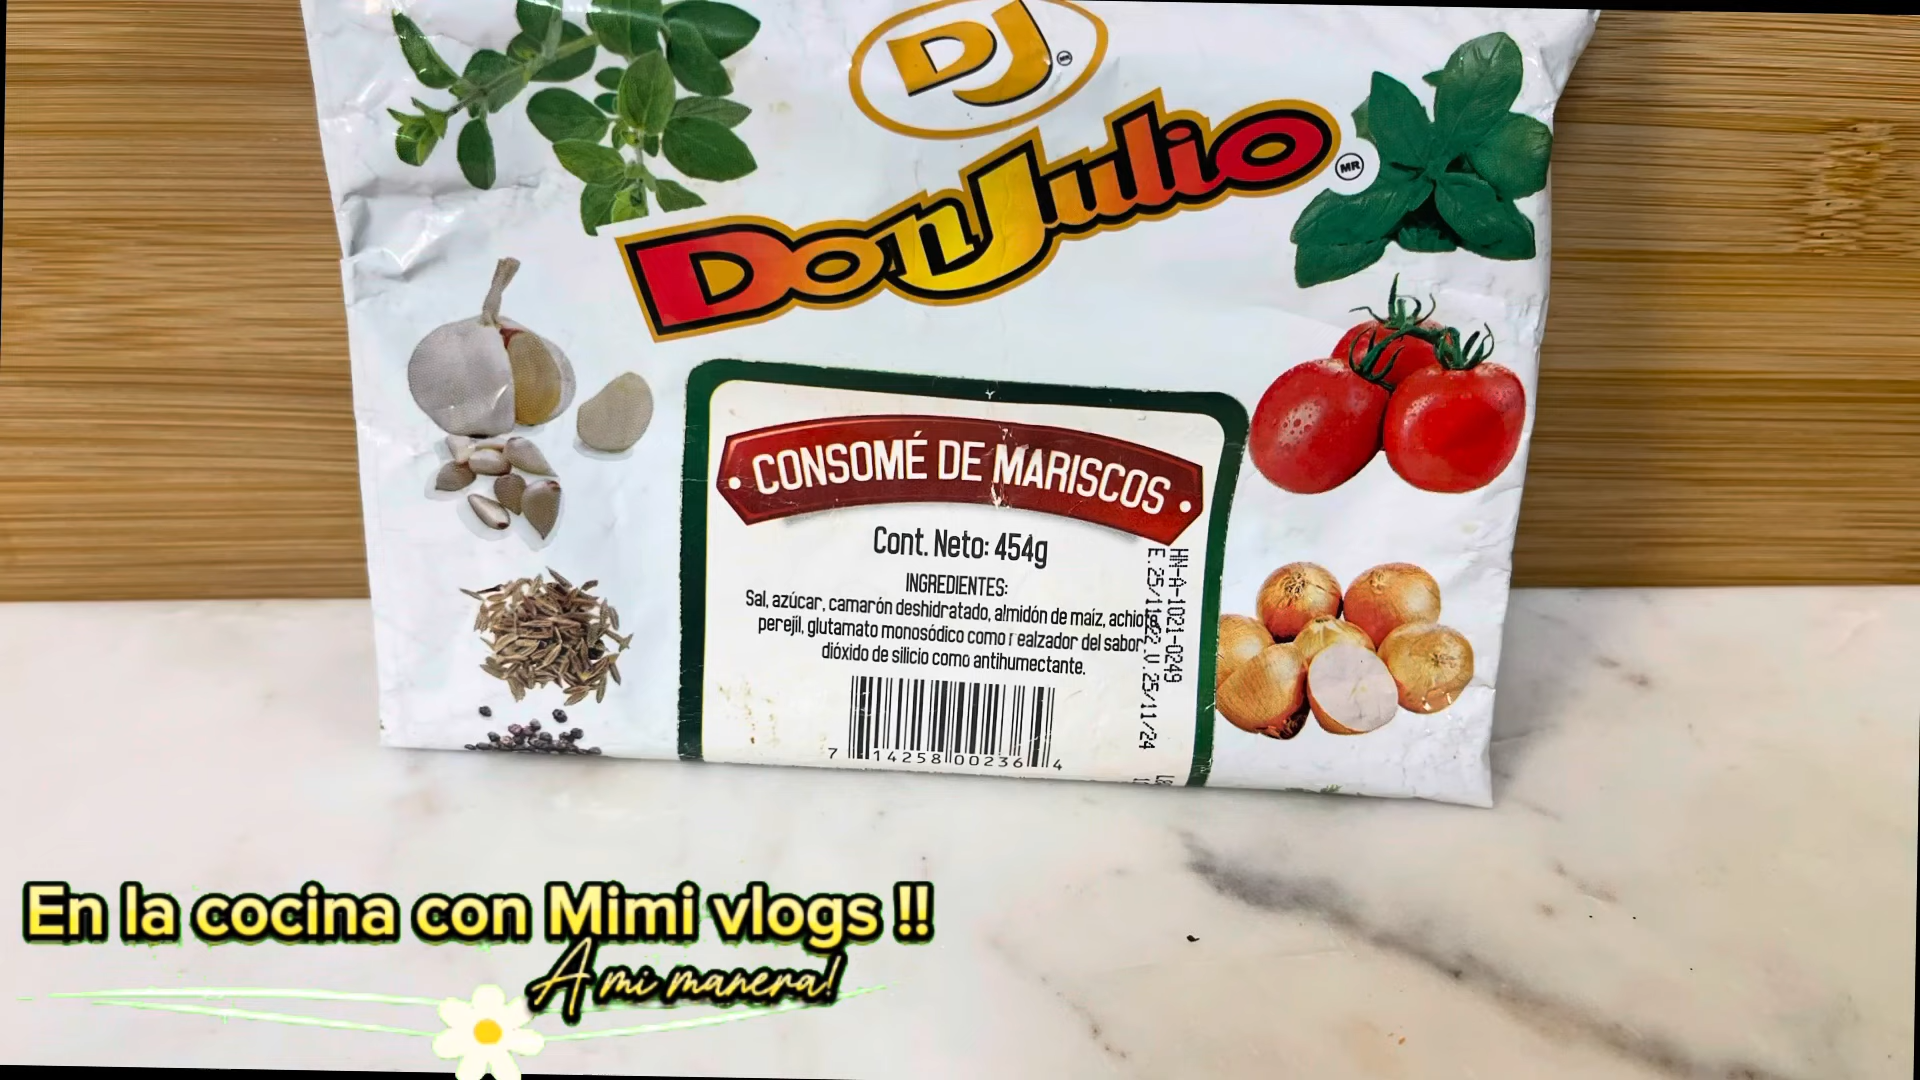 DJ
MR
DonJulio
MR
CONSOMÉ DE MARISCOS
Cont. Neto: 454g
INGREDIENTES:
Sal, azúcar, camarón deshidratado, almidón de maíz, achiote,
perejil, glutamato monosódico como realzador del sabor,
dióxido de silicio como antihumectante.
HN-A-1021-0249
E.25/11/22.V.25/11/24
7 14258 00236 4
En la cocina con Mimi vlogs !!
A mi manera!